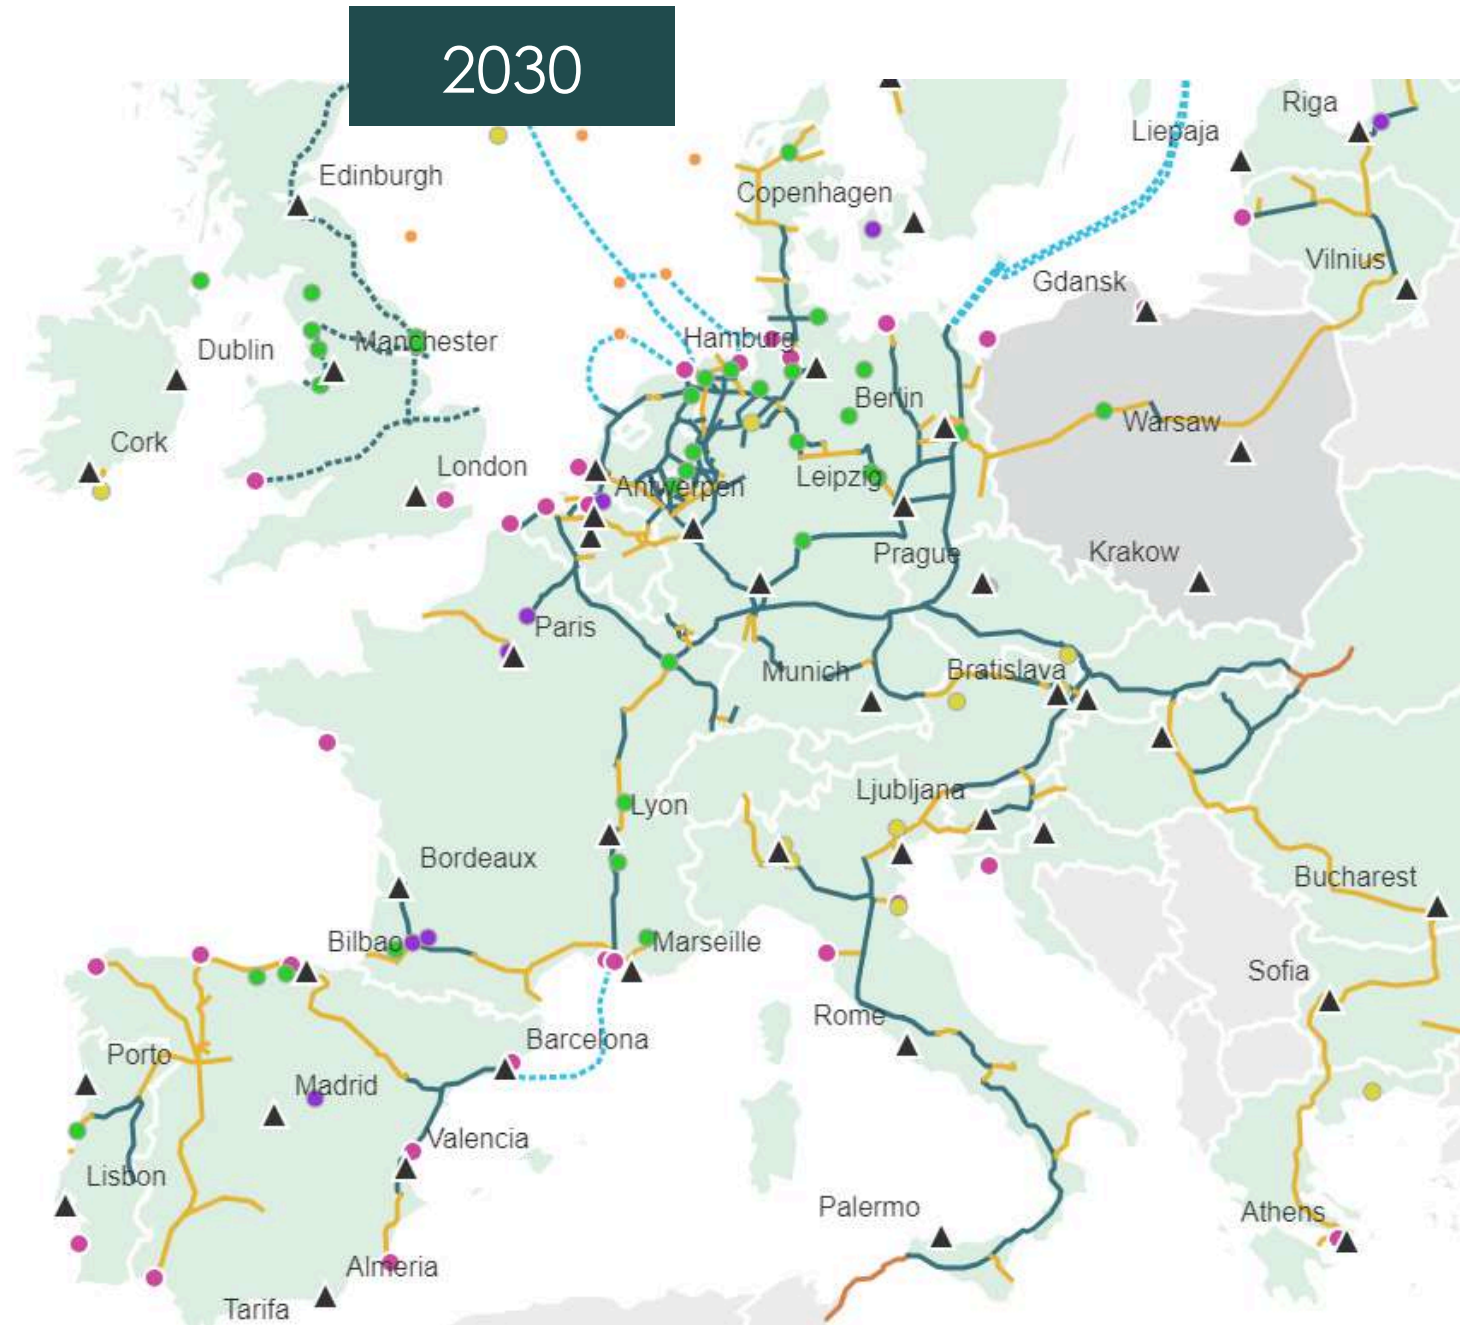 2030
Riga
Liepaja
Edinburgh
Copenhagen
Vilnius
Gdansk
Hamburg
Manchester
Dublin
Berlin
Warsaw
Cork
London
Antwerpen
Leipzig
Prague
Krakow
Paris
Munich
Bratislava
Ljubljana
Lyon
Bordeaux
Bucharest
Bilbao
Marseille
Sofia
Rome
Barcelona
Porto
Madrid
Valencia
Lisbon
Palermo
Athens
Almeria
Tarifa